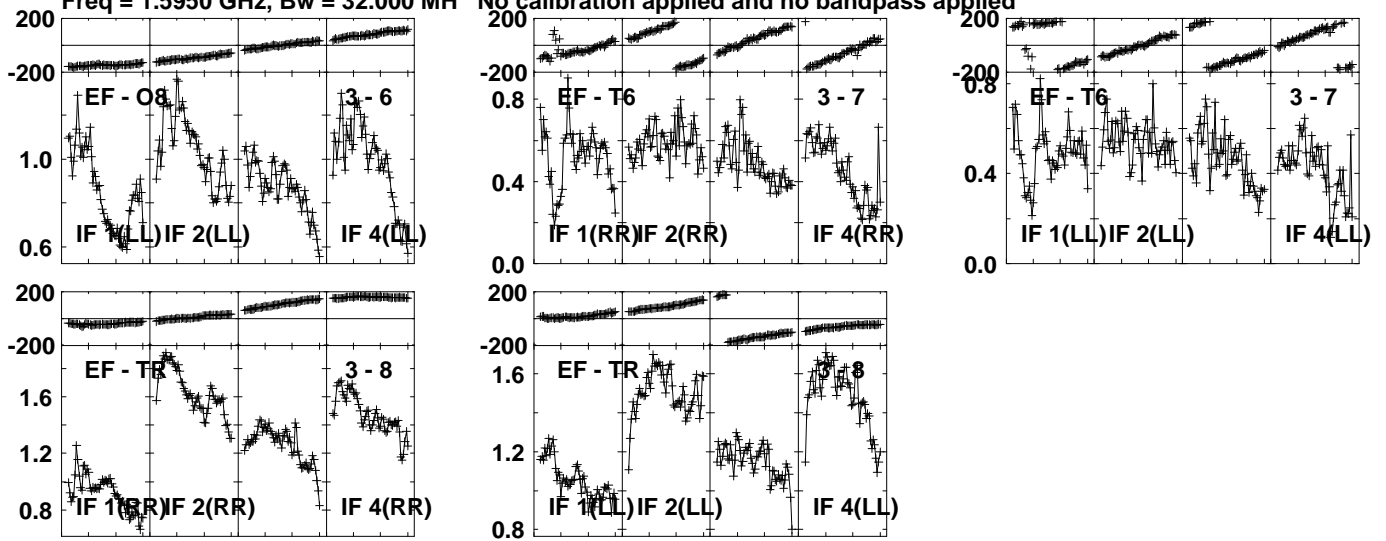 Freq = 1.5950 GHz, Bw = 32.000 MH No calibration applied and no bandpass applied
200
-200
EF - O8
3 - 6
1.0
0.6
IF 1(LL) IF 2(LL) IF 4(LL)
200
-200
0.8
EF - T6
3 - 7
0.4
0.0
IF 1(RR) IF 2(RR) IF 4(RR)
200
-200
0.8
EF - T6
3 - 7
0.4
0.0
IF 1(LL) IF 2(LL) IF 4(LL)
200
-200
EF - TR
3 - 8
1.6
1.2
0.8
IF 1(RR) IF 2(RR) IF 4(RR)
200
-200
EF - TR
3 - 8
1.6
1.2
0.8
IF 1(LL) IF 2(LL) IF 4(LL)